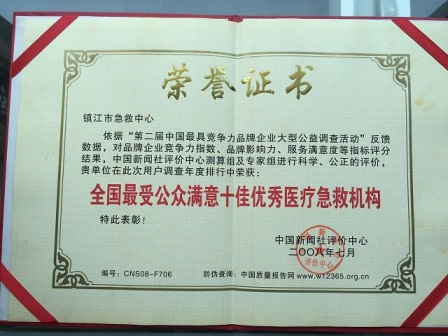 荣誉证书
镇江市急救中心
依据“第二届中国最具竞争力品牌企业大型公益调查活动”反馈
数据，对品牌企业竞争力指数、品牌影响力、服务满意度等指标评分
结果，中国新闻社评价中心测算组及专家组进行科学、公正的评价，
贵单位在此次用户调查年度排行中荣获：
全国最受公众满意十佳优秀医疗急救机构
特此表彰！
中国新闻社评价中心
二〇〇八年七月
评价中心
编号：CNS08-F706
防伪查询：中国质量报告网www.w12365.org.cn